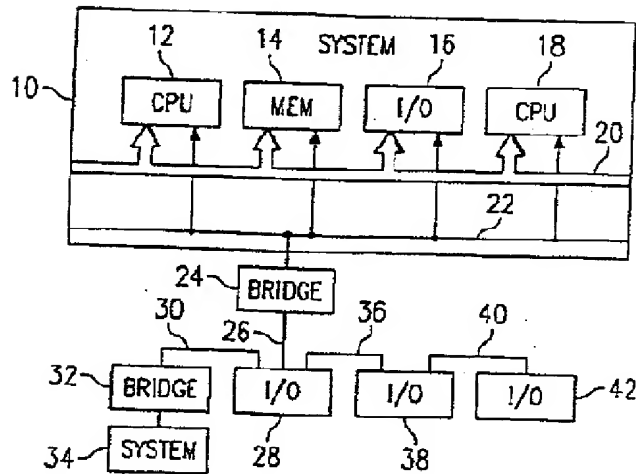 SYSTEM
12 14 16 18
10
CPU MEM I/O CPU
20
22
24 BRIDGE
30 26 36 40
32 BRIDGE I/O I/O I/O 42
34 SYSTEM 28 38